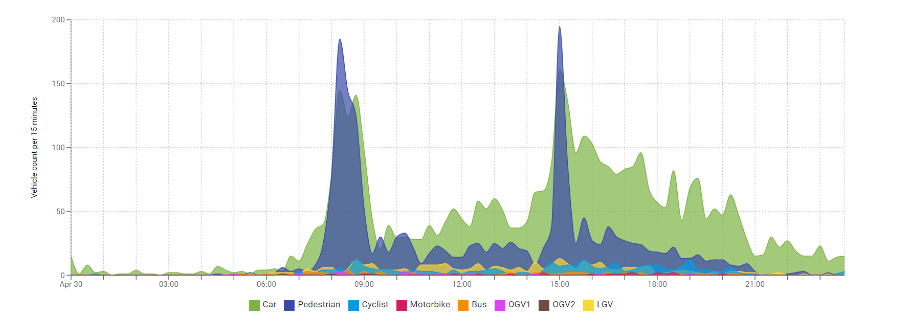 200
150
100
50
0
Vehicle count per 15 minutes
Apr 30 03:00 06:00 09:00 12:00 15:00 18:00 21:00
Car Pedestrian Cyclist Motorbike Bus OGV1 OGV2 LGV